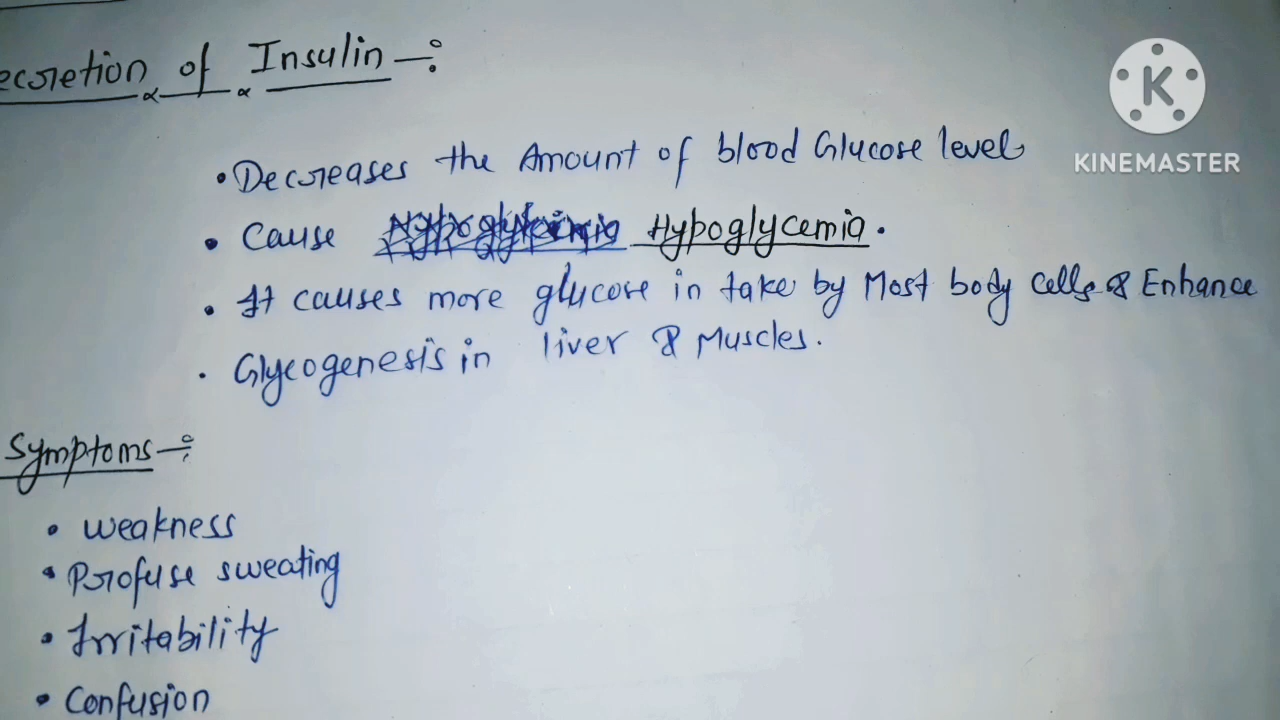 ecretion of Insulin -:
• Decreases the Amount of blood Glucose level
• Cause Hypoglycemia.
• It causes more glucose in take by Most body cells & Enhance
• Glycogenesis in liver & Muscles.
Symptoms -:
• Weakness
• Profuse sweating
• Irritability
• Confusion
K
KINEMASTER